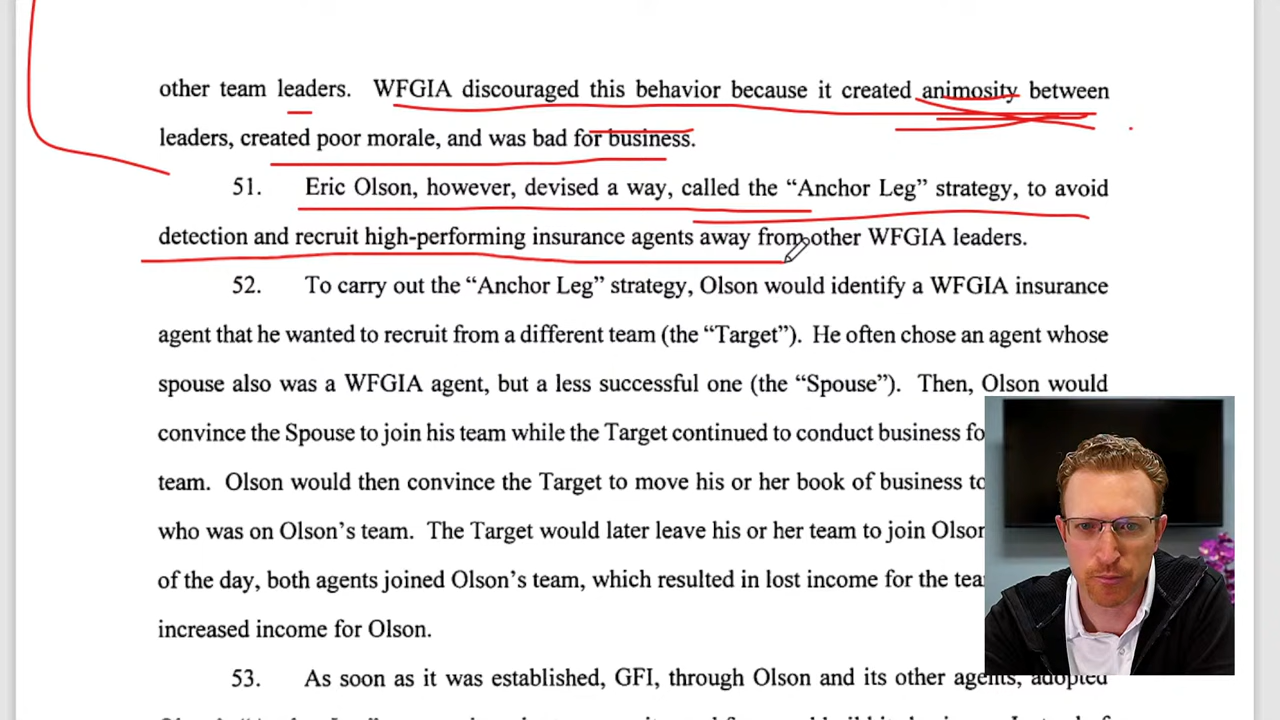 other team leaders. WFGIA discouraged this behavior because it created animosity between
leaders, created poor morale, and was bad for business.
51. Eric Olson, however, devised a way, called the “Anchor Leg” strategy, to avoid
detection and recruit high-performing insurance agents away from other WFGIA leaders.
52. To carry out the “Anchor Leg” strategy, Olson would identify a WFGIA insurance
agent that he wanted to recruit from a different team (the “Target”). He often chose an agent whose
spouse also was a WFGIA agent, but a less successful one (the “Spouse”). Then, Olson would
convince the Spouse to join his team while the Target continued to conduct business fo
team. Olson would then convince the Target to move his or her book of business to
who was on Olson’s team. The Target would later leave his or her team to join Olson
of the day, both agents joined Olson’s team, which resulted in lost income for the tea
increased income for Olson.
53. As soon as it was established, GFI, through Olson and its other agents, adopted